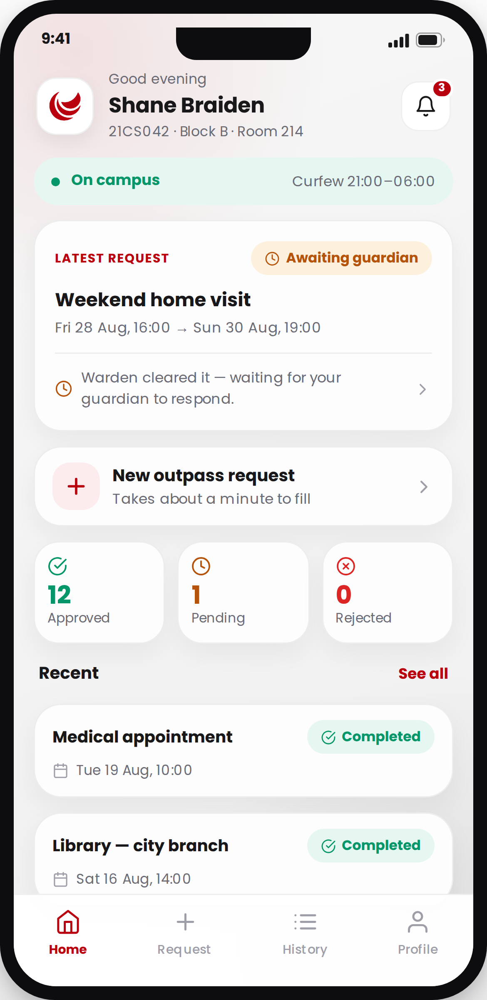 9:41
Good evening
Shane Braiden
3
21CS042 · Block B · Room 214
On campus
Curfew 21:00–06:00
LATEST REQUEST
Awaiting guardian
Weekend home visit
Fri 28 Aug, 16:00 → Sun 30 Aug, 19:00
Warden cleared it — waiting for your
guardian to respond.
New outpass request
Takes about a minute to fill
12
Approved
1
Pending
0
Rejected
Recent
See all
Medical appointment
Completed
Tue 19 Aug, 10:00
Library — city branch
Completed
Sat 16 Aug, 14:00
Home
Request
History
Profile